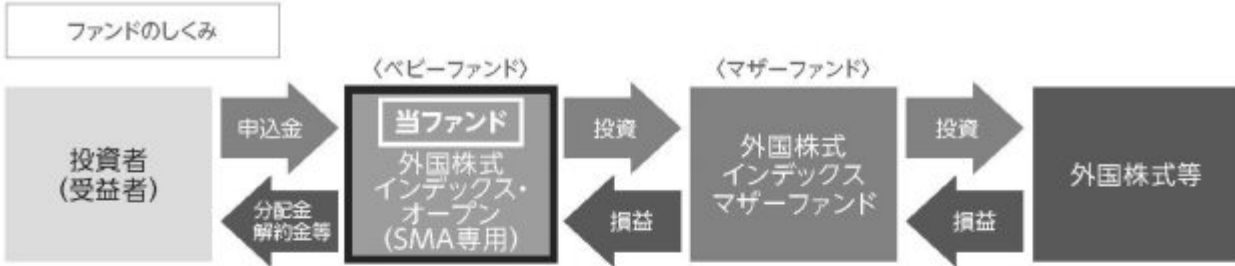 ファンドのしくみ
〈ベビーファンド〉
〈マザーファンド〉
投資者
(受益者)
申込金
分配金
解約金等
当ファンド
外国株式
インデックス・
オープン
(SMA専用)
投資
損益
外国株式
インデックス
マザーファンド
投資
損益
外国株式等